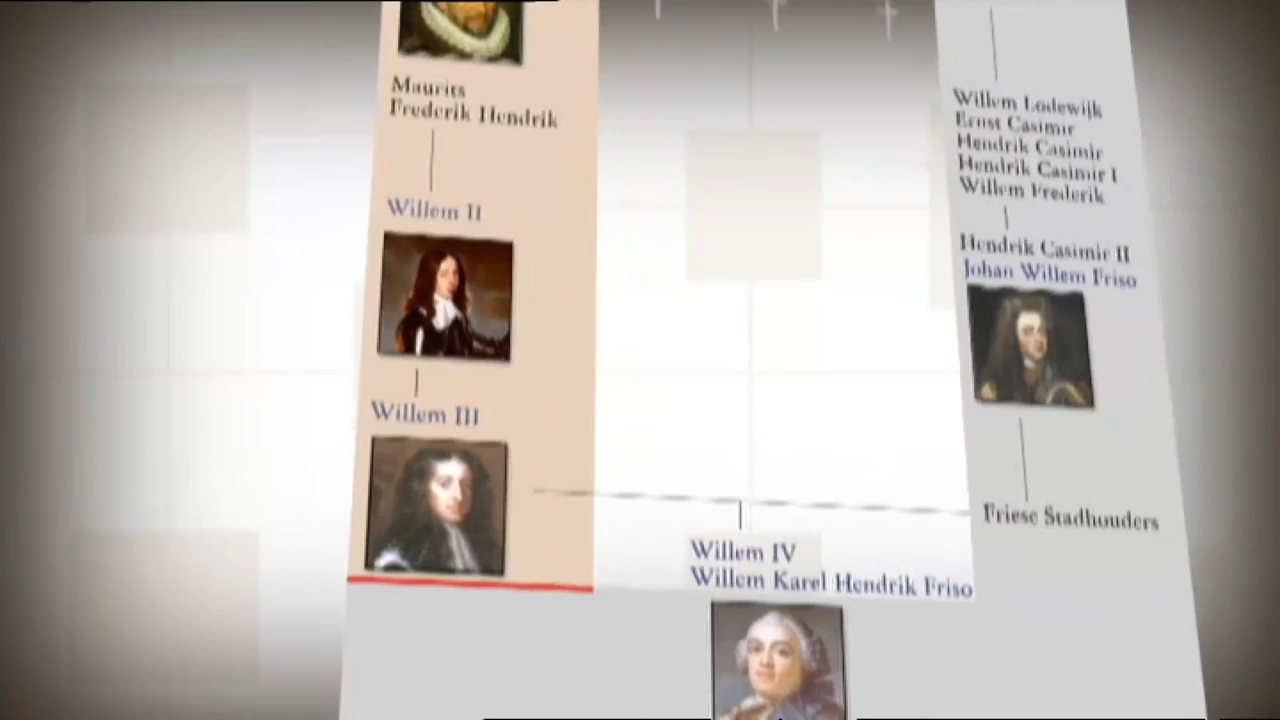 Maurits
Frederik Hendrik
Willem II
Willem III
Willem Lodewijk
Ernst Casimir
Hendrik Casimir
Hendrik Casimir I
Willem Frederik
Hendrik Casimir II
Johan Willem Friso
Friese Stadhouders
Willem IV
Willem Karel Hendrik Friso